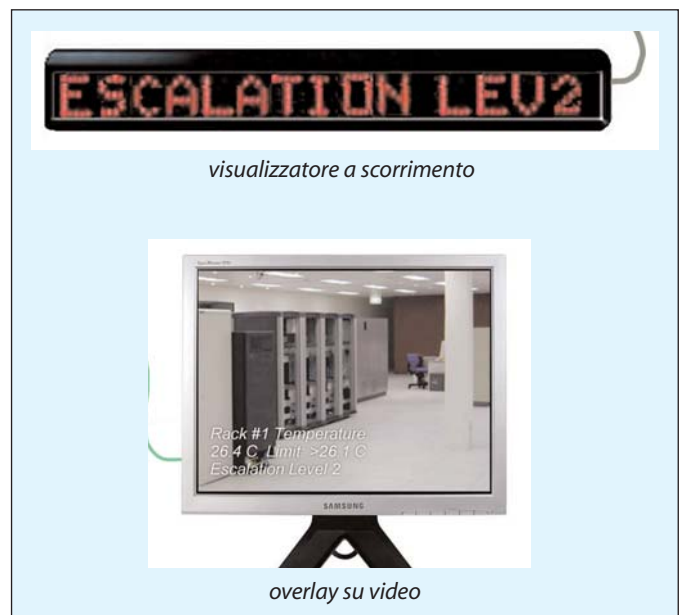 ESCALATION LEV2
visualizzatore a scorrimento
Rack #1 Temperature
26.4 C Limit: >26.1 C
Escalation Level 2
SAMSUNG
overlay su video